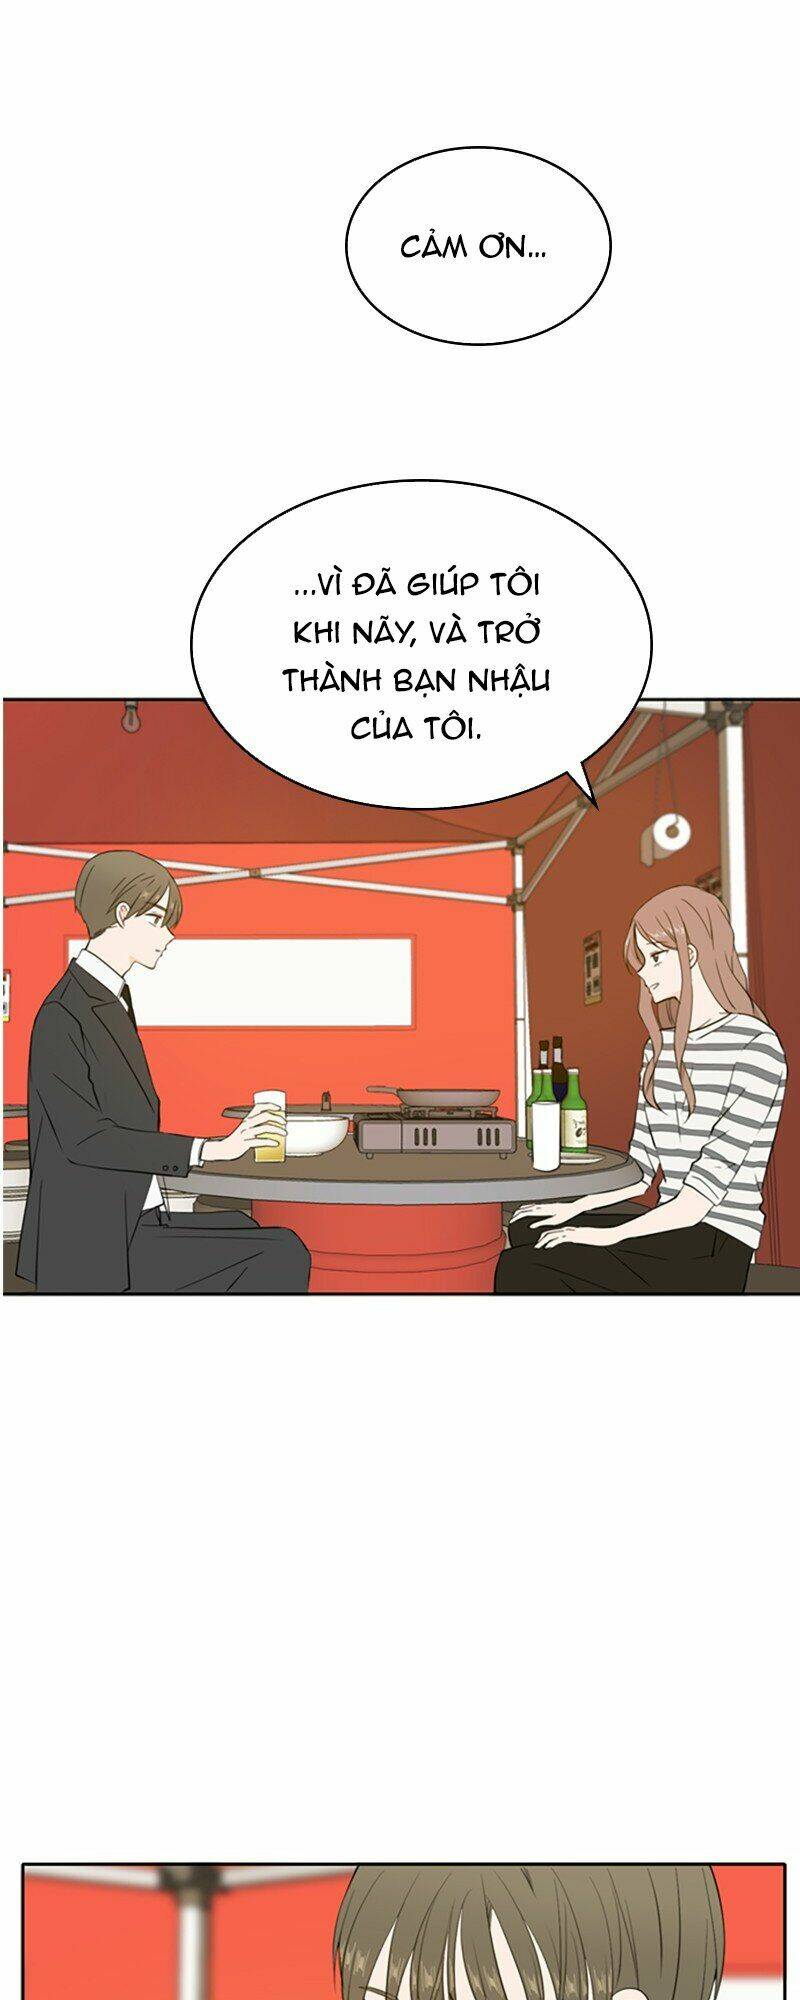 CẢM ƠN...
...VÌ ĐÃ GIÚP TÔI
KHI NÃY, VÀ TRỞ
THÀNH BẠN NHẬU
CỦA TÔI.